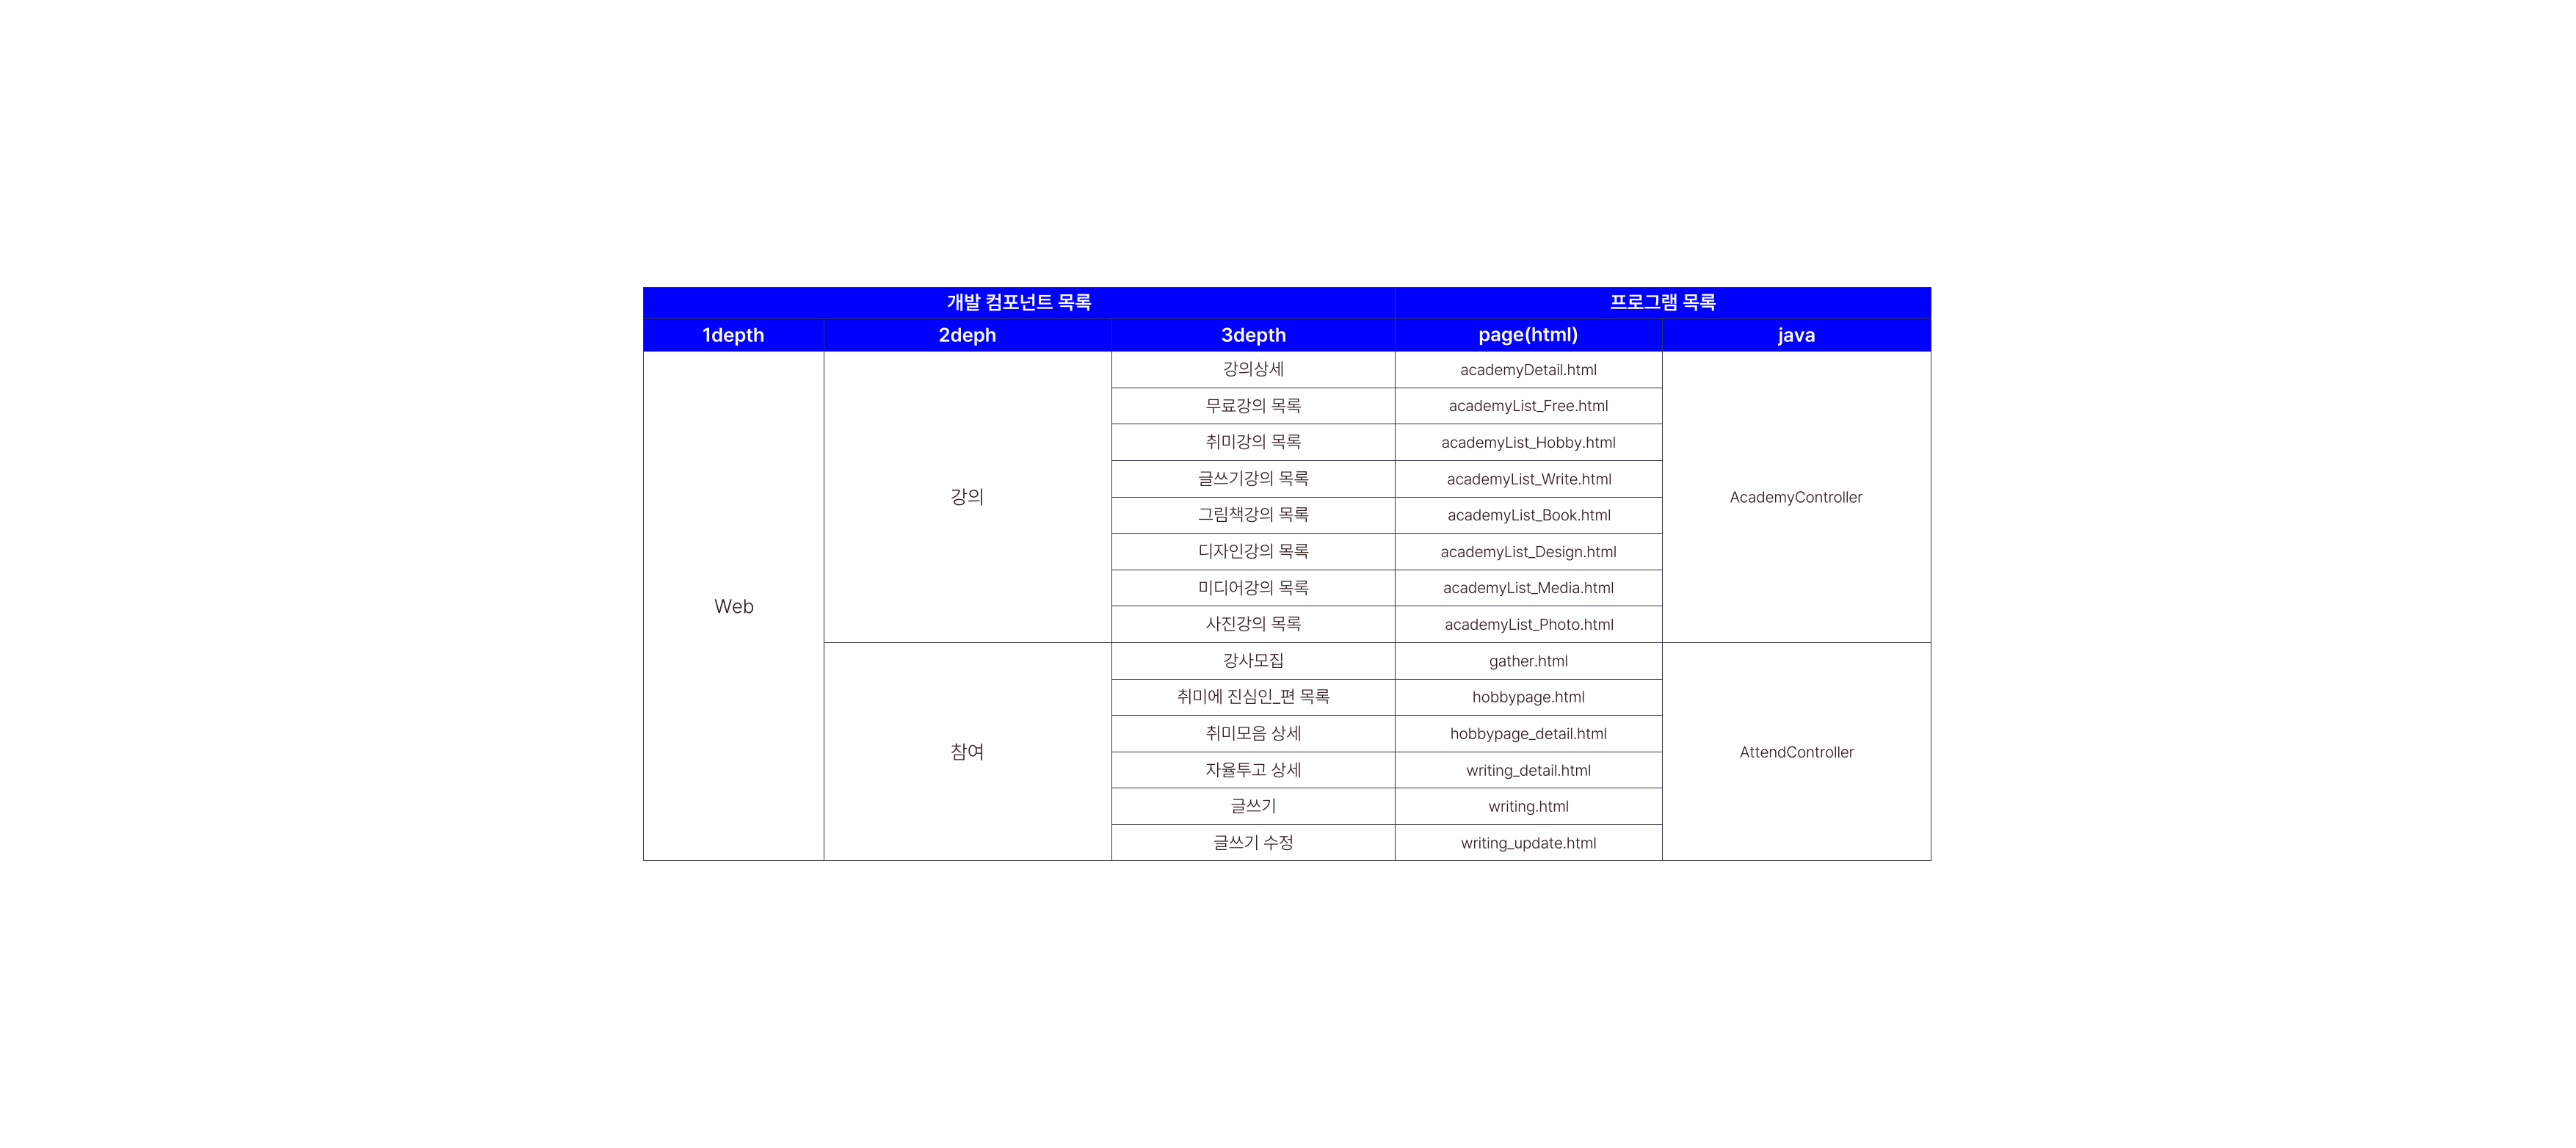 개발 컴포넌트 목록 프로그램 목록
1depth 2deph 3depth page(html) java
강의상세 academyDetail.html
무료강의 목록 academyList_Free.html
취미강의 목록 academyList_Hobby.html
글쓰기강의 목록 academyList_Write.html
강의 AcademyController
그림책강의 목록 academyList_Book.html
디자인강의 목록 academyList_Design.html
미디어강의 목록 academyList_Media.html
Web
사진강의 목록 academyList_Photo.html
강사모집 gather.html
취미에 진심인_편 목록 hobbypage.html
취미모음 상세 hobbypage_detail.html
참여 AttendController
자율투고 상세 writing_detail.html
글쓰기 writing.html
글쓰기 수정 writing_update.html